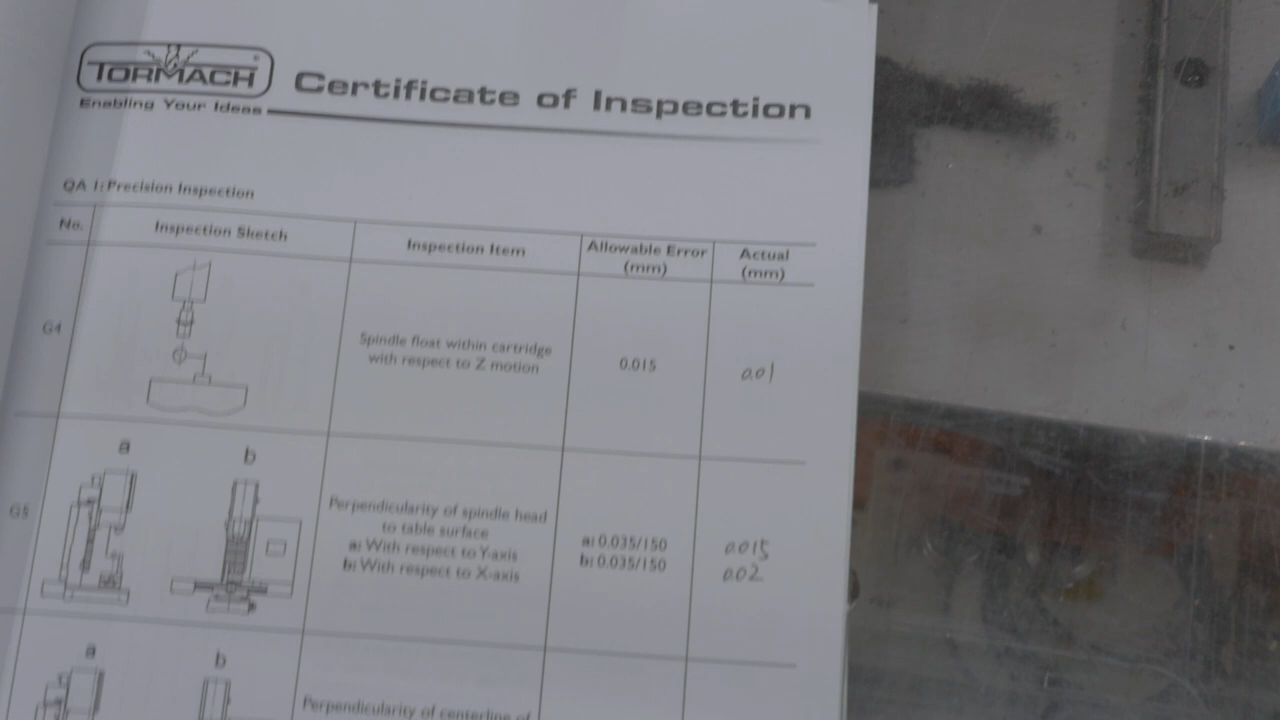 TORMACH®
Enabling Your Ideas
Certificate of Inspection
QA 1: Precision Inspection
No.
Inspection Sketch
Inspection Item
Allowable Error
(mm)
Actual
(mm)
G4
Spindle float within cartridge
with respect to Z motion
0.015
0.01
G5
a
b
Perpendicularity of spindle head
to table surface
a: With respect to Y-axis
b: With respect to X-axis
a: 0.035/150
b: 0.035/150
0.015
0.02
a
b
Perpendicularity of centerline of